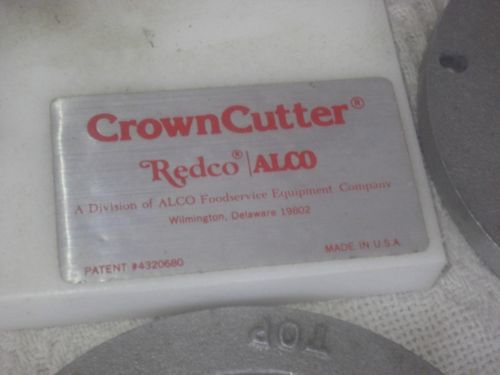 CrownCutter®
Redco® | ALCO
A Division of ALCO Foodservice Equipment Company
Wilmington, Delaware 19802
PATENT #4320680
MADE IN U.S.A.
TOP